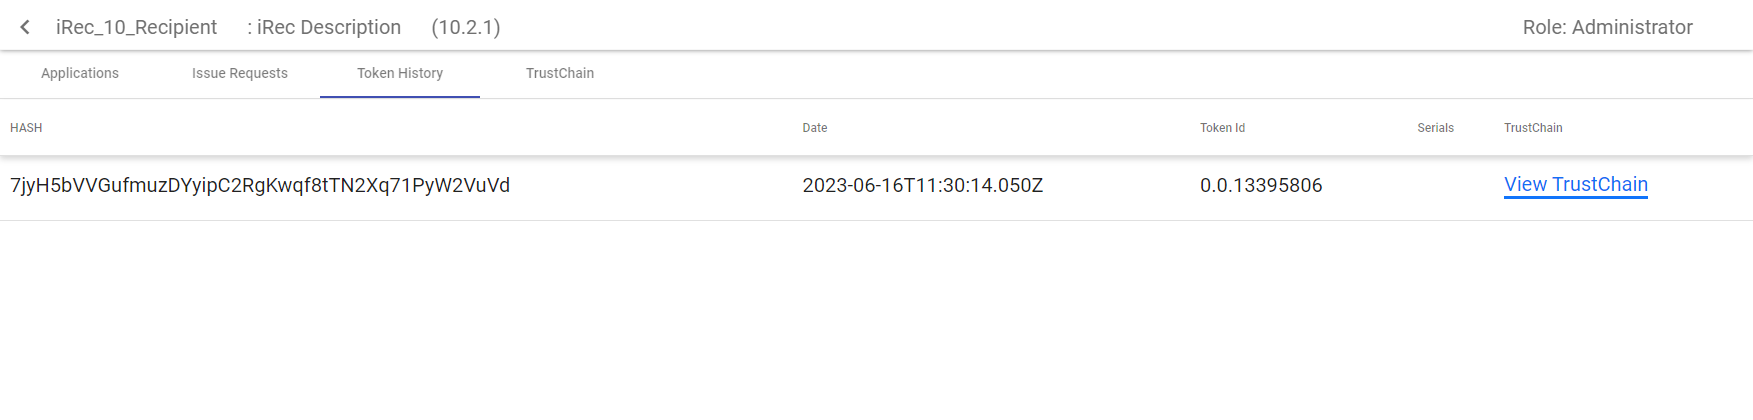 iRec_10_Recipient : iRec Description (10.2.1) Role: Administrator
Applications Issue Requests Token History TrustChain
HASH Date Token Id Serials TrustChain
7jyH5bVVGufmuzDYyipC2RgKwqf8tTN2Xq71PyW2VuVd 2023-06-16T11:30:14.050Z 0.0.13395806 View TrustChain